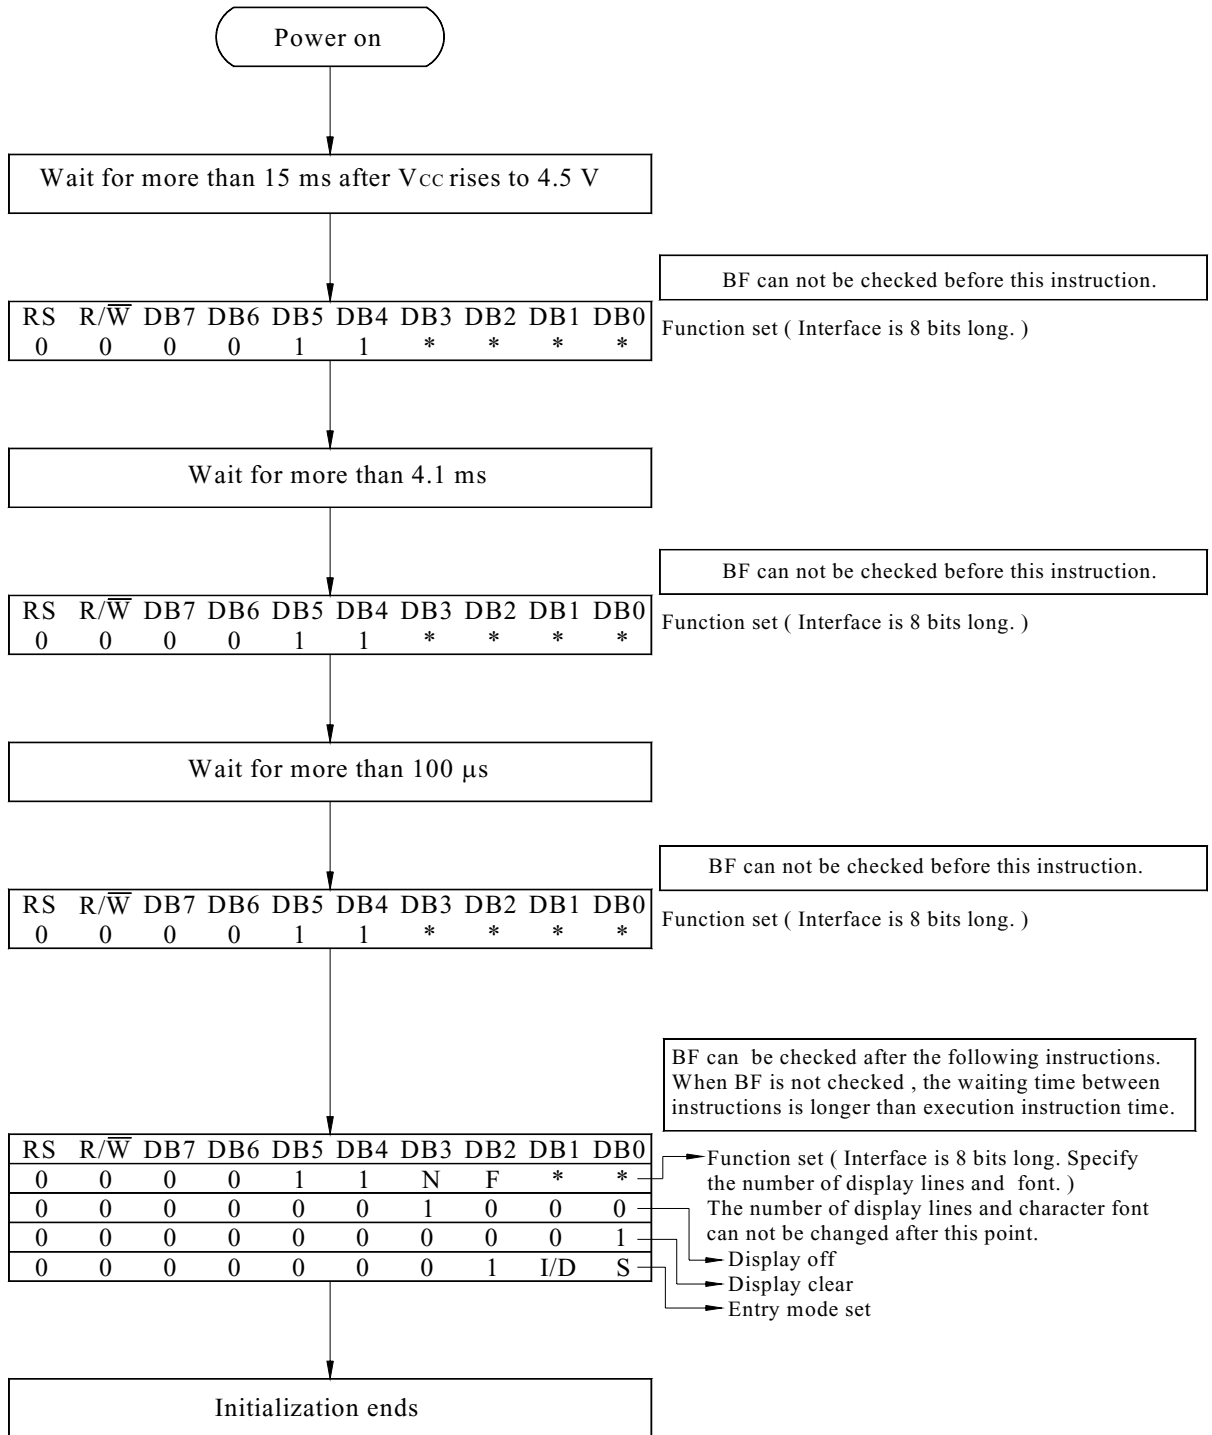 Power on
Wait for more than 15 ms after VCC rises to 4.5 V
BF can not be checked before this instruction.
RS R/W̅ DB7 DB6 DB5 DB4 DB3 DB2 DB1 DB0
0 0 0 0 1 1 * * * *
Function set ( Interface is 8 bits long. )
Wait for more than 4.1 ms
BF can not be checked before this instruction.
RS R/W̅ DB7 DB6 DB5 DB4 DB3 DB2 DB1 DB0
0 0 0 0 1 1 * * * *
Function set ( Interface is 8 bits long. )
Wait for more than 100 μs
BF can not be checked before this instruction.
RS R/W̅ DB7 DB6 DB5 DB4 DB3 DB2 DB1 DB0
0 0 0 0 1 1 * * * *
Function set ( Interface is 8 bits long. )
BF can be checked after the following instructions.
When BF is not checked , the waiting time between
instructions is longer than execution instruction time.
RS R/W̅ DB7 DB6 DB5 DB4 DB3 DB2 DB1 DB0
0 0 0 0 1 1 N F * *
0 0 0 0 0 0 1 0 0 0
0 0 0 0 0 0 0 0 0 1
0 0 0 0 0 0 0 1 I/D S
Function set ( Interface is 8 bits long. Specify
the number of display lines and font. )
The number of display lines and character font
can not be changed after this point.
Display off
Display clear
Entry mode set
Initialization ends